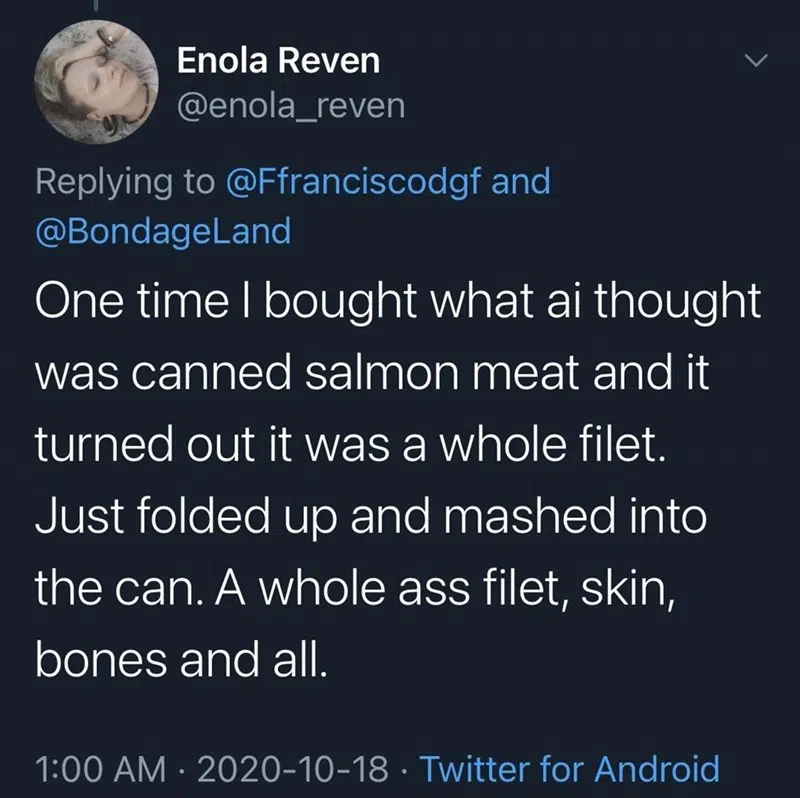 Enola Reven
@enola_reven
Replying to @Ffranciscodgf and
@BondageLand
One time I bought what ai thought
was canned salmon meat and it
turned out it was a whole filet.
Just folded up and mashed into
the can. A whole ass filet, skin,
bones and all.
1:00 AM · 2020-10-18 · Twitter for Android